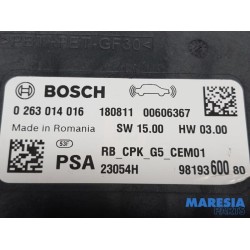 BOSCH
0 263 014 016 180811 00606367
Made in Romania SW 15.00 HW 03.00
PSA RB_CPK_G5_CEM01
23054H 98193600 80
MARESIA
PARTS